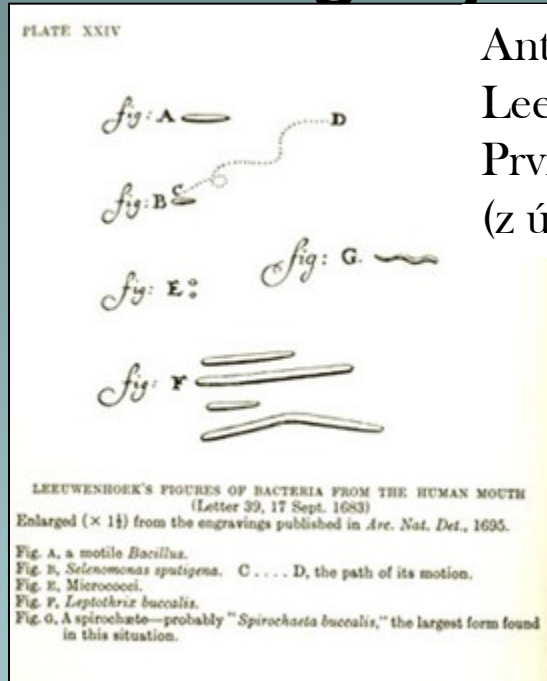 PLATE XXIV
fig: A
D
C
fig: B
fig: G.
fig: E
fig: F
LEEUWENHOEK'S FIGURES OF BACTERIA FROM THE HUMAN MOUTH
(Letter 39, 17 Sept. 1683)
Enlarged (× 1½) from the engravings published in Arc. Nat. Det., 1695.
Fig. A, a motile Bacillus.
Fig. B, Selenomonas sputigena. C . . . . D, the path of its motion.
Fig. E, Micrococci.
Fig. F, Leptothrix buccalis.
Fig. G, A spirochæte—probably "Spirochaeta buccalis," the largest form found
in this situation.
Ant
Lee
Prv
(z ú